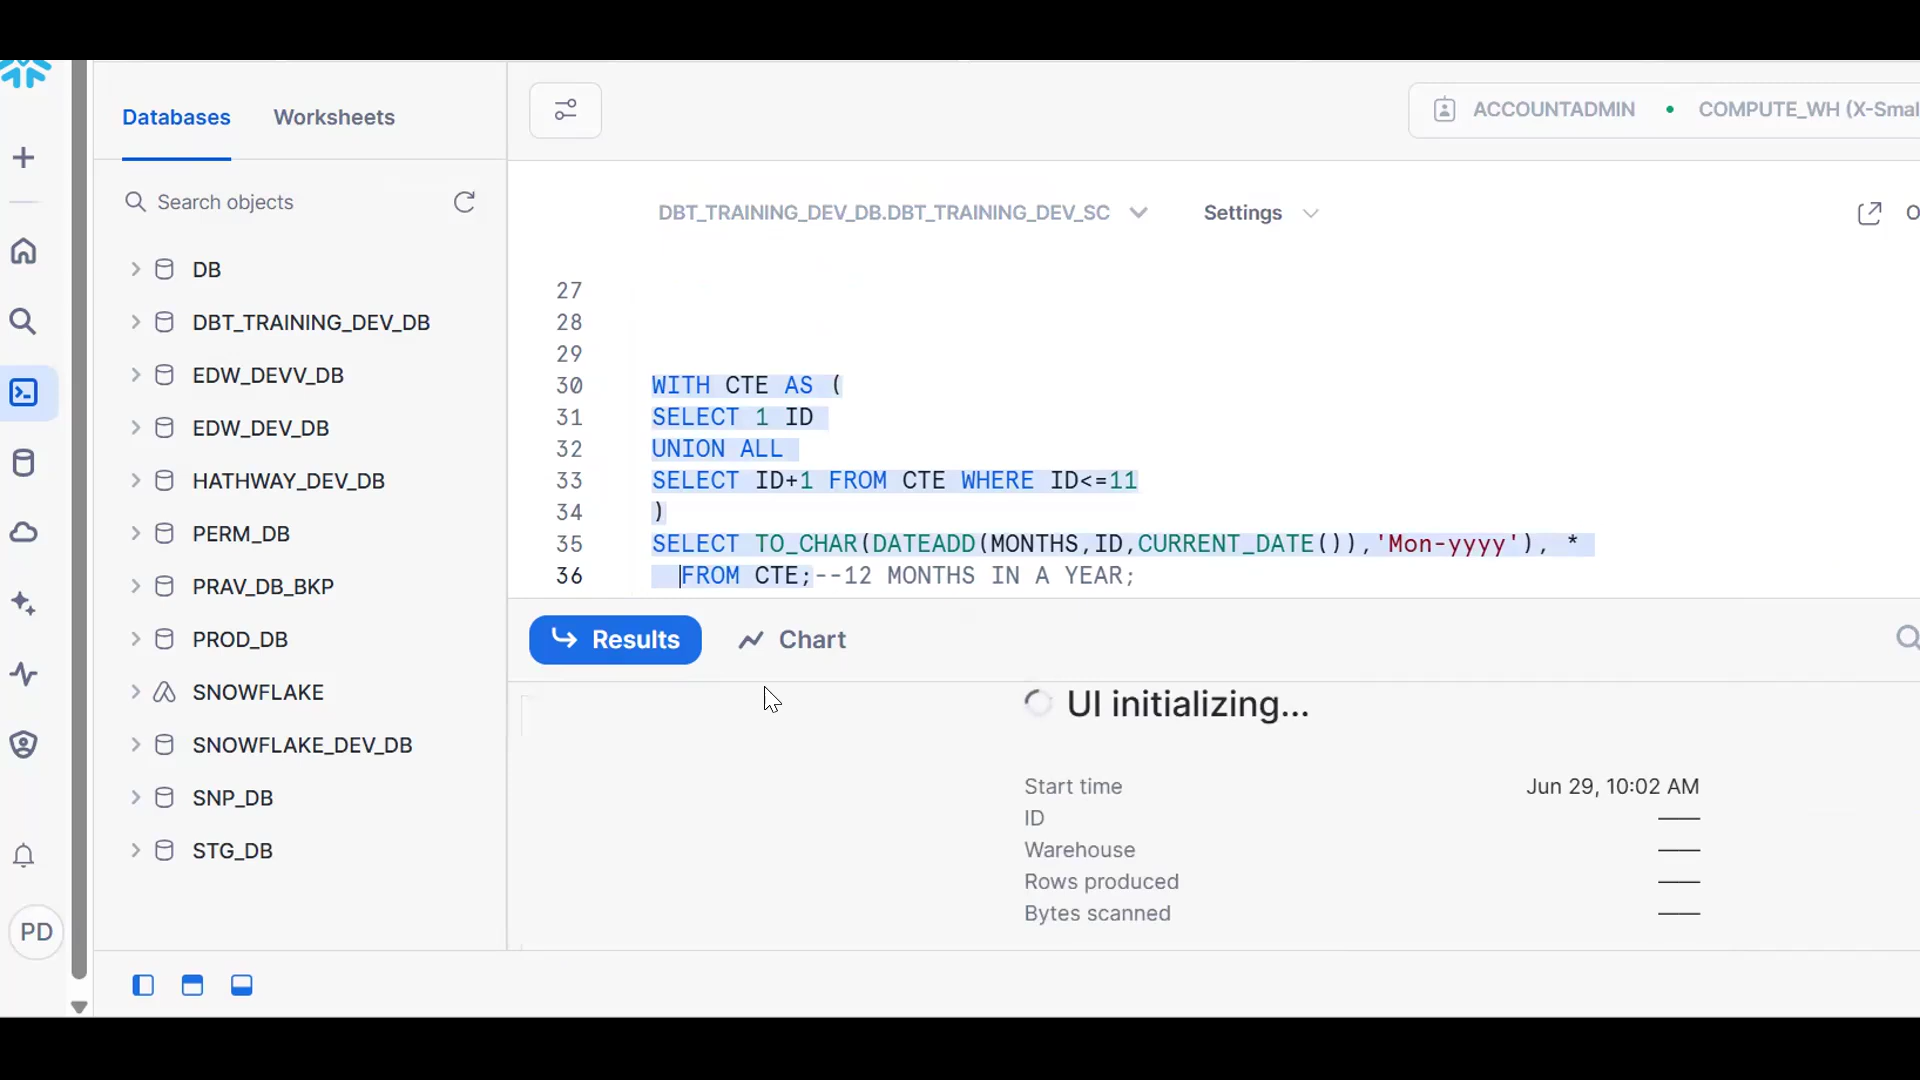 Databases
Worksheets
ACCOUNTADMIN
COMPUTE_WH (X-Smal
Search objects
DBT_TRAINING_DEV_DB.DBT_TRAINING_DEV_SC
Settings
DB
DBT_TRAINING_DEV_DB
EDW_DEVV_DB
EDW_DEV_DB
HATHWAY_DEV_DB
PERM_DB
PRAV_DB_BKP
PROD_DB
SNOWFLAKE
SNOWFLAKE_DEV_DB
SNP_DB
STG_DB
PD
27
28
29
30 WITH CTE AS (
31 SELECT 1 ID
32 UNION ALL
33 SELECT ID+1 FROM CTE WHERE ID<=11
34 )
35 SELECT TO_CHAR(DATEADD(MONTHS,ID,CURRENT_DATE()),'Mon-yyyy'), *
36 FROM CTE;--12 MONTHS IN A YEAR;
Results
Chart
UI initializing...
Start time Jun 29, 10:02 AM
ID
Warehouse
Rows produced
Bytes scanned